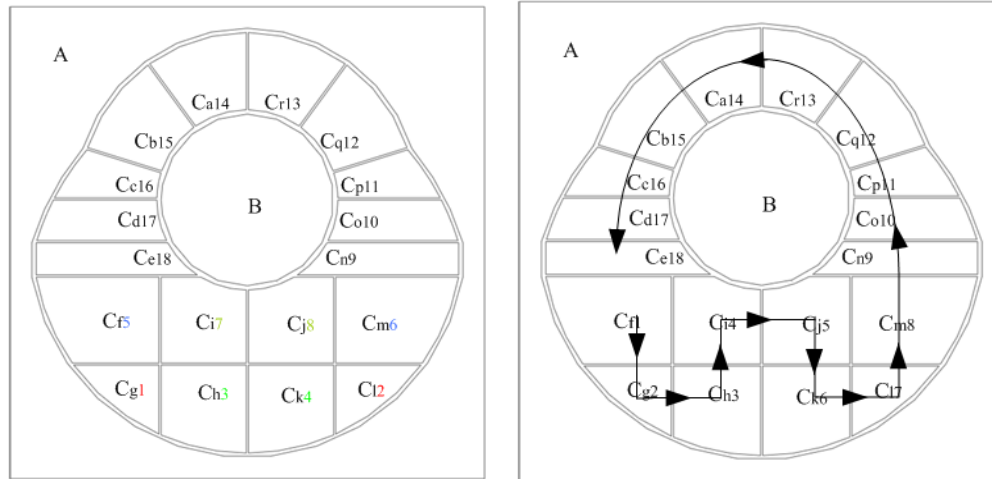 A
Ca14
Cr13
Cb15
Cq12
Cc16
Cp11
B
Cd17
Co10
Ce18
Cn9
Cf5
Ci7
Cj8
Cm6
Cg1
Ch3
Ck4
Cl2
A
Ca14
Cr13
Cb15
Cq12
Cc16
Cp11
B
Cd17
Co10
Ce18
Cn9
Cf1
Ci4
Cj5
Cm8
Cg2
Ch3
Ck6
Cl7